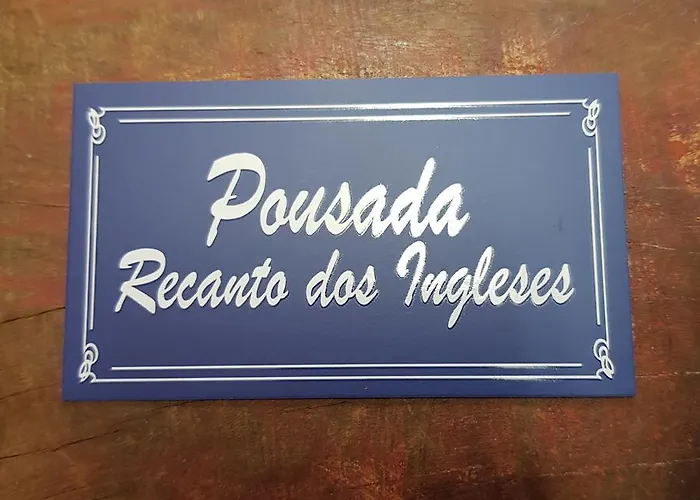 Pousada
Recanto dos Ingleses